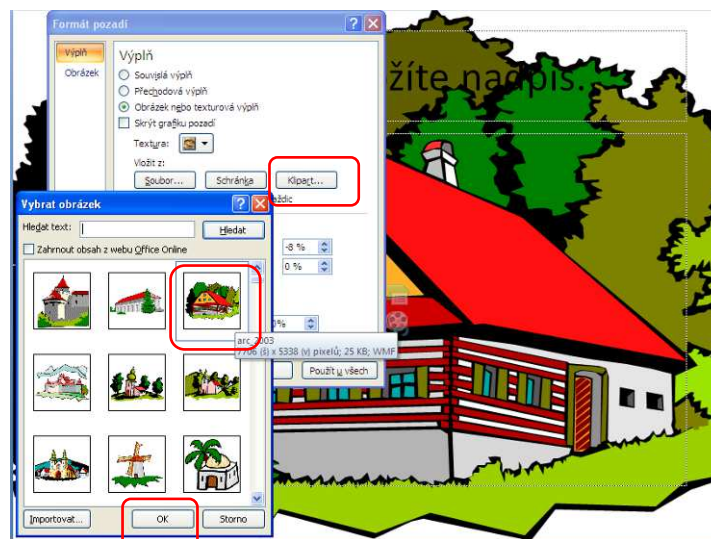 Formát pozadí
Výplň
Obrázek
Výplň
Souvislá výplň
Přechodová výplň
Obrázek nebo texturová výplň
Skrýt grafiku pozadí
Textura:
Vložit z:
Soubor...
Schránka
Klipart...
-8 %
0 %
Použít u všech
žíte nadpis.
Vybrat obrázek
Hledat text:
Hledat
Zahrnout obsah z webu Office Online
arc_2003
7706 (š) x 5338 (v) pixelů; 25 KB; WMF
Importovat...
OK
Storno